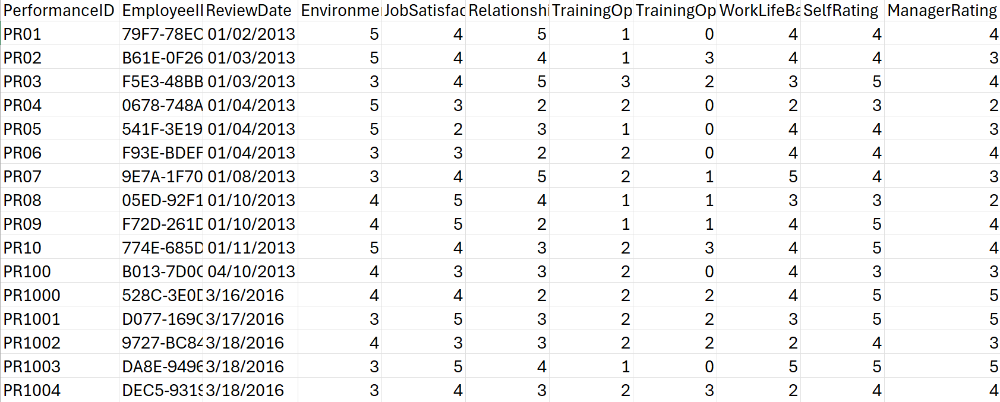 PerformanceID EmployeeI ReviewDate Environme JobSatisfac Relationshi TrainingOp TrainingOp WorkLifeBa SelfRating ManagerRating
PR01 79F7-78EC 01/02/2013 5 4 5 1 0 4 4 4
PR02 B61E-0F26 01/03/2013 5 4 4 1 3 4 4 3
PR03 F5E3-48BB 01/03/2013 3 4 5 3 2 3 5 4
PR04 0678-748A 01/04/2013 5 3 2 2 0 2 3 2
PR05 541F-3E19 01/04/2013 5 2 3 1 0 4 4 3
PR06 F93E-BDEF 01/04/2013 3 3 2 2 0 4 4 4
PR07 9E7A-1F70 01/08/2013 3 4 5 2 1 5 4 3
PR08 05ED-92F1 01/10/2013 4 5 4 1 1 3 3 2
PR09 F72D-261D 01/10/2013 4 5 2 1 1 4 5 4
PR10 774E-685D 01/11/2013 5 4 3 2 3 4 5 4
PR100 B013-7D0C 04/10/2013 4 3 3 2 0 4 3 3
PR1000 528C-3E0D 3/16/2016 4 4 2 2 2 4 5 5
PR1001 D077-169C 3/17/2016 3 5 3 2 2 3 5 5
PR1002 9727-BC84 3/18/2016 4 3 3 2 2 2 4 3
PR1003 DA8E-9496 3/18/2016 3 5 4 1 0 5 5 5
PR1004 DEC5-9319 3/18/2016 3 4 3 2 3 2 4 4